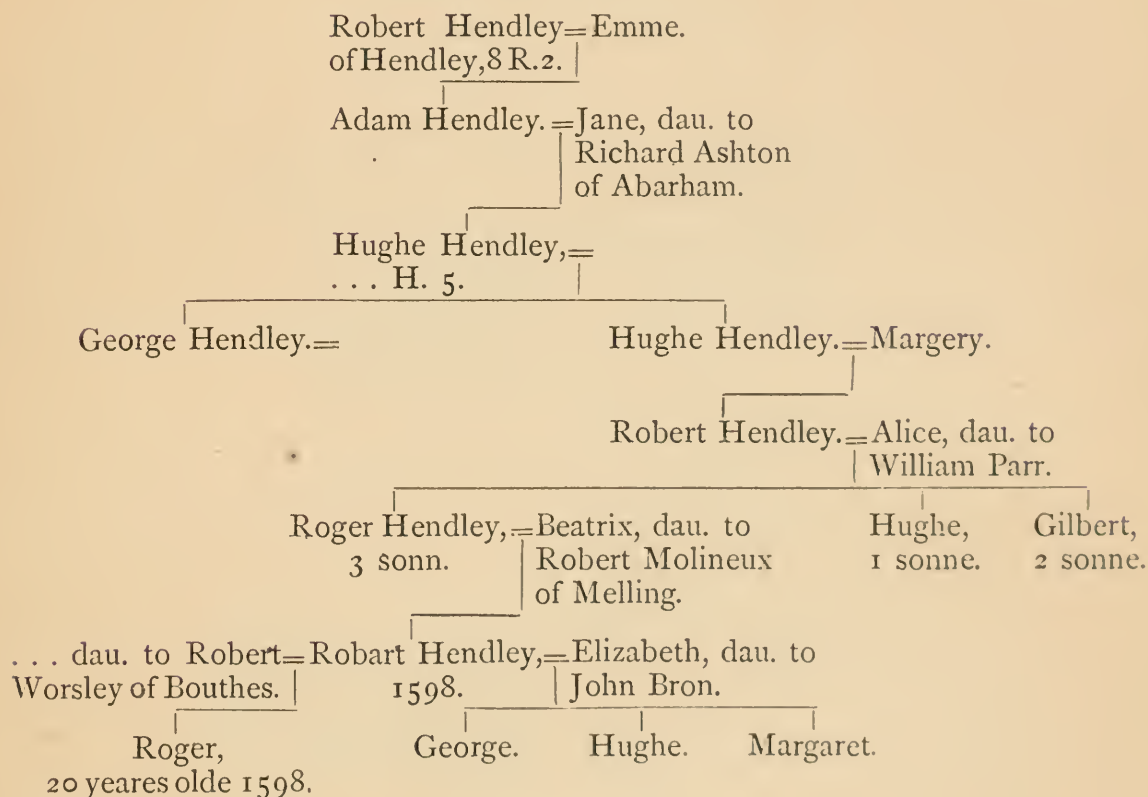 Robert Hendley=Emme.
of Hendley, 8 R.2.
Adam Hendley.=Jane, dau. to
Richard Ashton
of Abarham.
Hughe Hendley,=
. . . H. 5.
George Hendley.= Hughe Hendley.=Margery.
Robert Hendley.=Alice, dau. to
William Parr.
Roger Hendley,=Beatrix, dau. to Hughe, Gilbert,
3 sonn. Robert Molineux 1 sonne. 2 sonne.
of Melling.
. . . dau. to Robert=Robart Hendley,=Elizabeth, dau. to
Worsley of Bouthes. 1598. John Bron.
Roger, George. Hughe. Margaret.
20 yeares olde 1598.